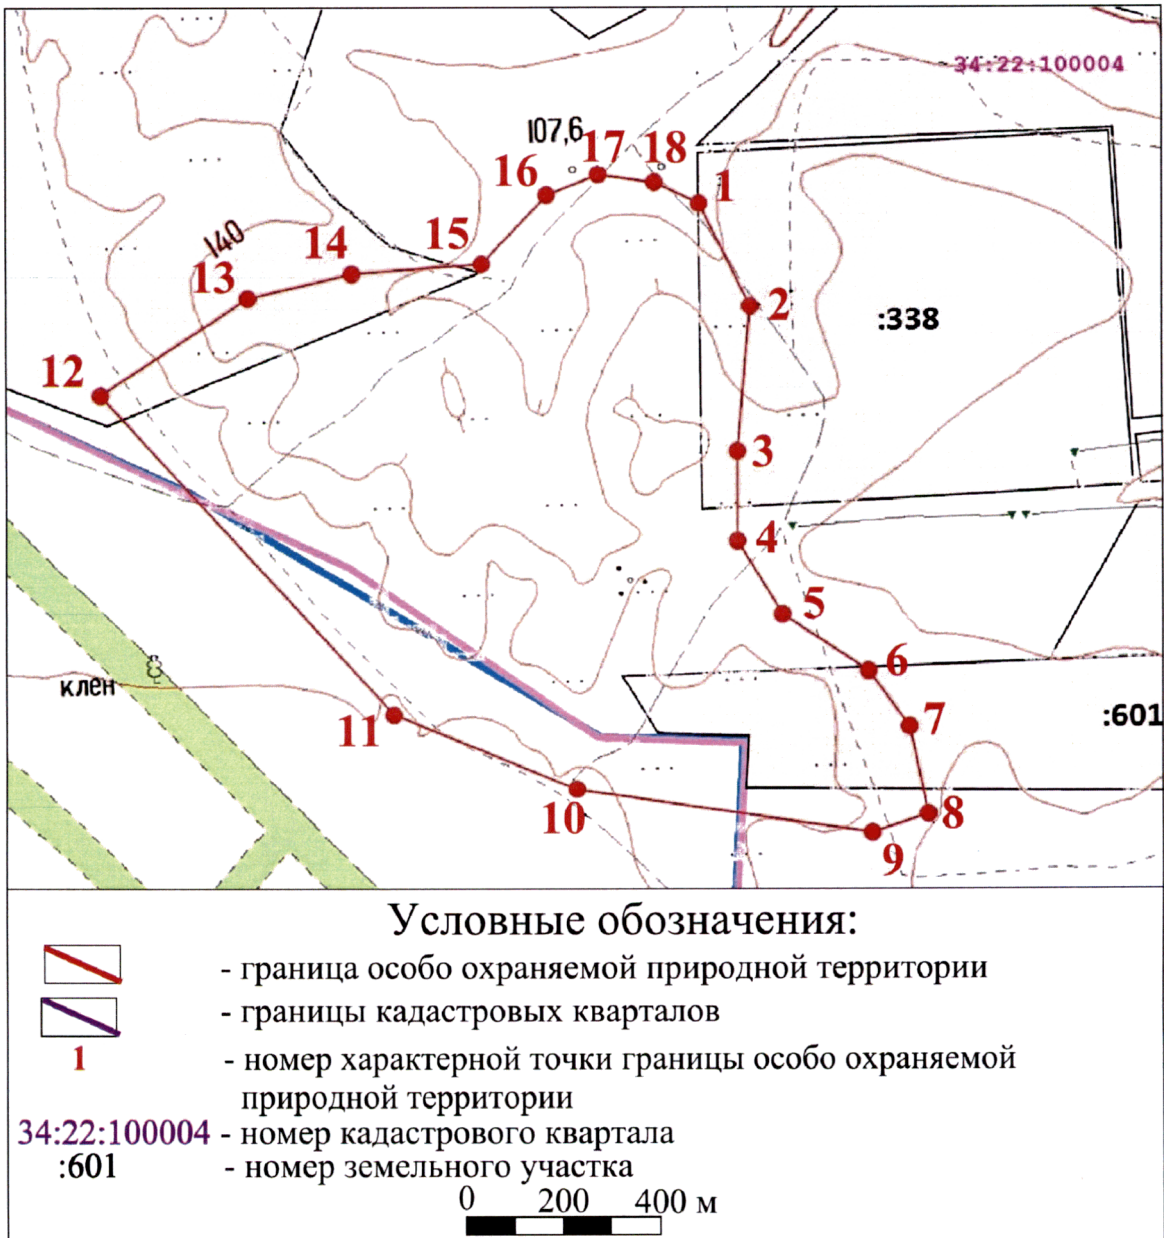 34:22:100004
107,6
17
18
16
1
15
140
14
13
2
:338
12
3
4
5
6
клен
7
:601
11
8
10
9
Условные обозначения:
- граница особо охраняемой природной территории
- границы кадастровых кварталов
1 - номер характерной точки границы особо охраняемой
природной территории
34:22:100004 - номер кадастрового квартала
:601 - номер земельного участка
0 200 400 м